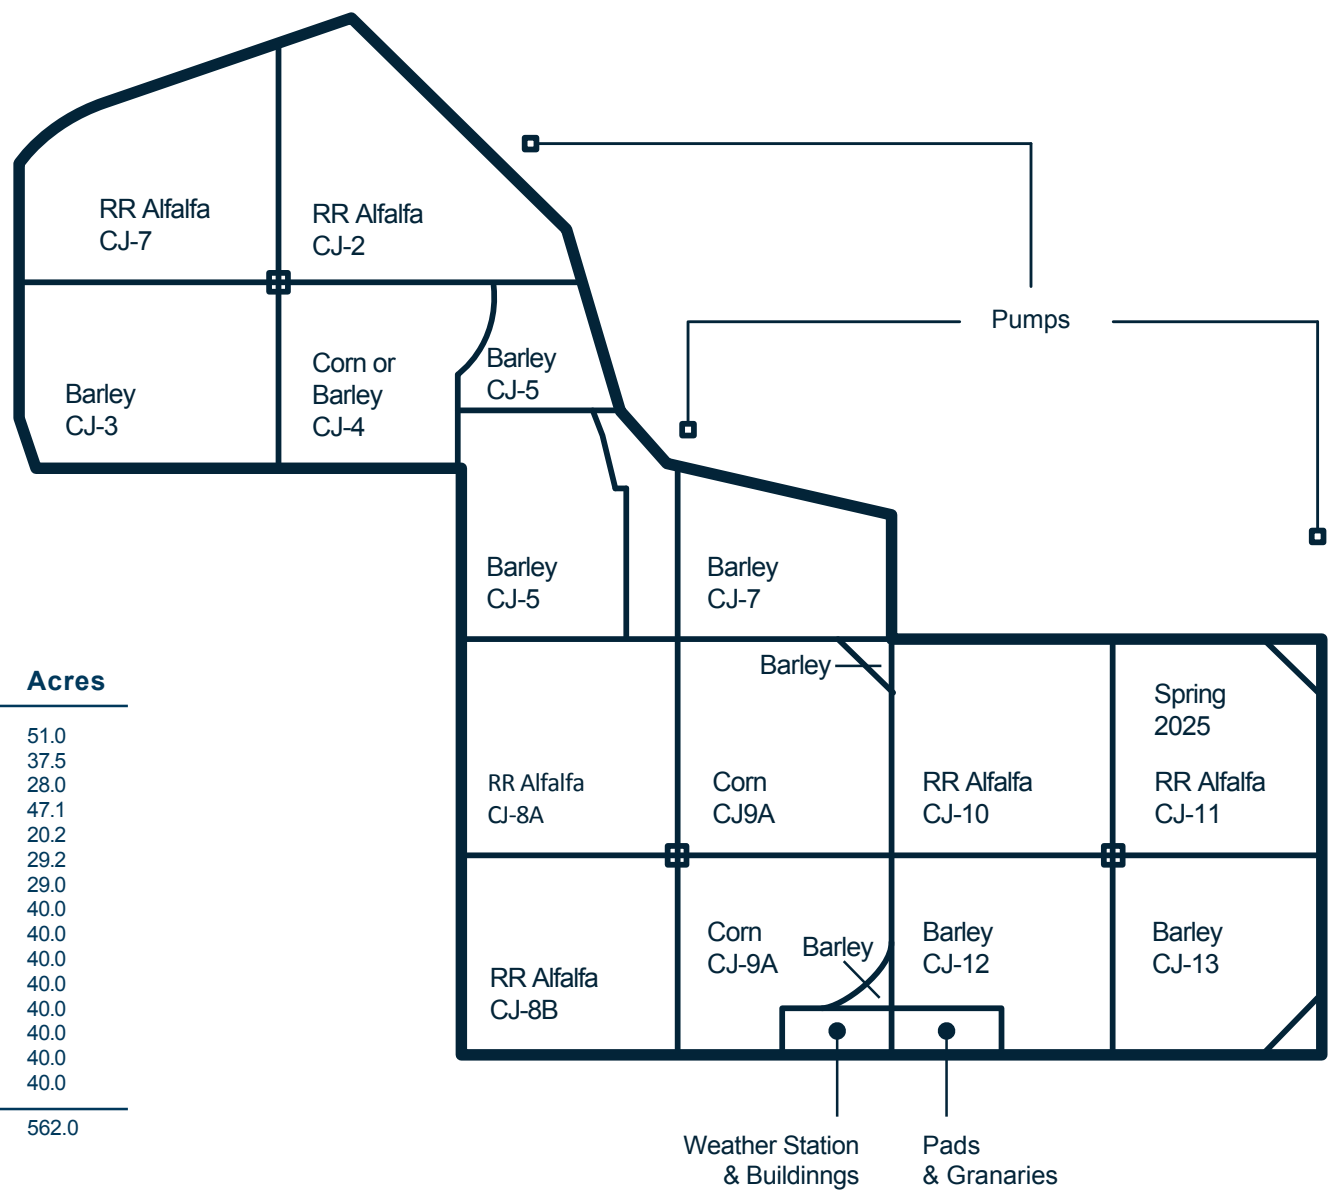 RR Alfalfa
CJ-7
RR Alfalfa
CJ-2
Pumps
Barley
CJ-3
Corn or
Barley
CJ-4
Barley
CJ-5
Barley
CJ-5
Barley
CJ-7
Barley
RR Alfalfa
CJ-8A
Corn
CJ9A
RR Alfalfa
CJ-10
Spring
2025
RR Alfalfa
CJ-11
RR Alfalfa
CJ-8B
Corn
CJ-9A
Barley
Barley
CJ-12
Barley
CJ-13
Weather Station
& Buildinngs
Pads
& Granaries
Acres
51.0
37.5
28.0
47.1
20.2
29.2
29.0
40.0
40.0
40.0
40.0
40.0
40.0
40.0
40.0
562.0